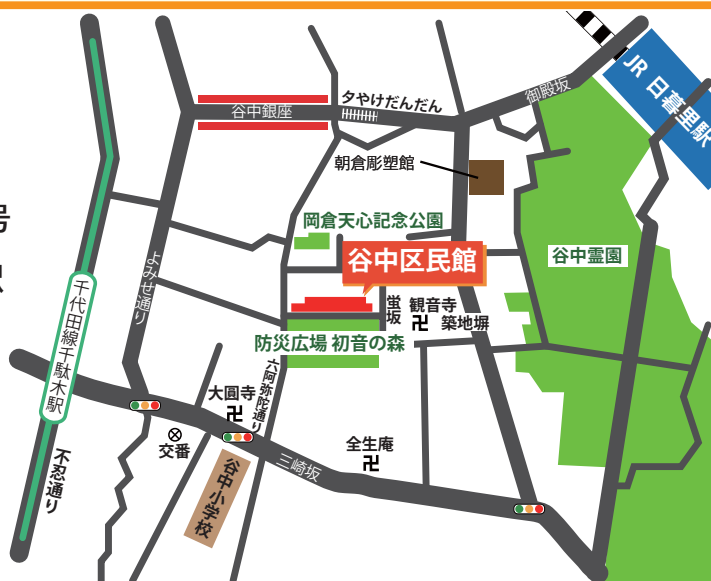 JR 日暮里駅
御殿坂
夕やけだんだん
谷中銀座
朝倉彫塑館
岡倉天心記念公園
谷中区民館
谷中霊園
よみせ通り
千代田線千駄木駅
蛍坂
観音寺
築地塀
防災広場 初音の森
六阿弥陀通り
大圓寺
交番
全生庵
三崎坂
谷中小学校
不忍通り
号